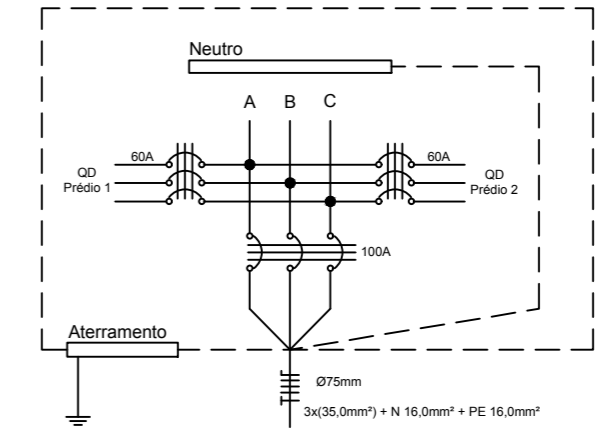 Neutro
A B C
60A
60A
QD
Prédio 1
QD
Prédio 2
100A
Aterramento
Ø75mm
3x(35,0mm²) + N 16,0mm² + PE 16,0mm²